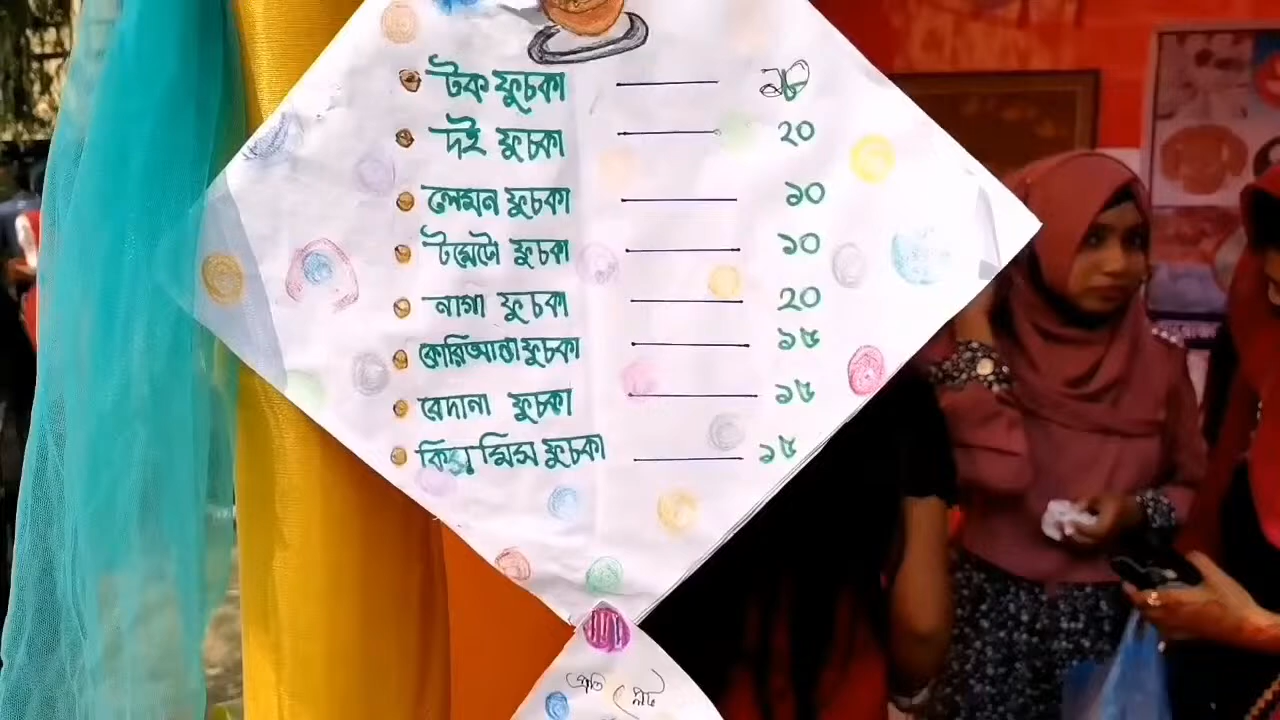 টক ফুচকা
দই ফুচকা ২০
লেমন ফুচকা ১০
টমেটো ফুচকা ১০
নাগা ফুচকা ২০
ফুচকা ১৫
বেদানা ফুচকা ১৫
ফুচকা ১৫
প্রতি প্লেট